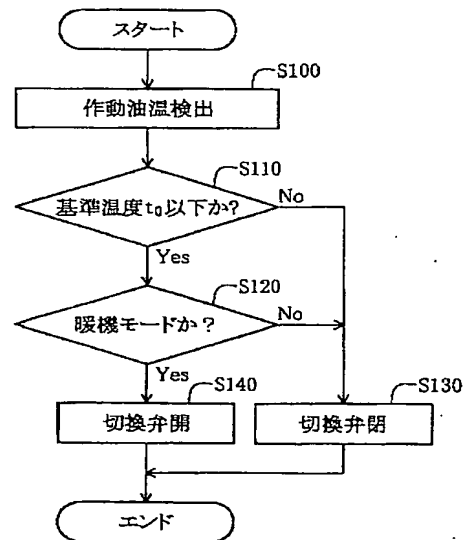 スタート
S100
作動油温検出
S110
基準温度t0以下か?
No
Yes
S120
暖機モードか?
No
Yes
S140
切換弁開
S130
切換弁閉
エンド